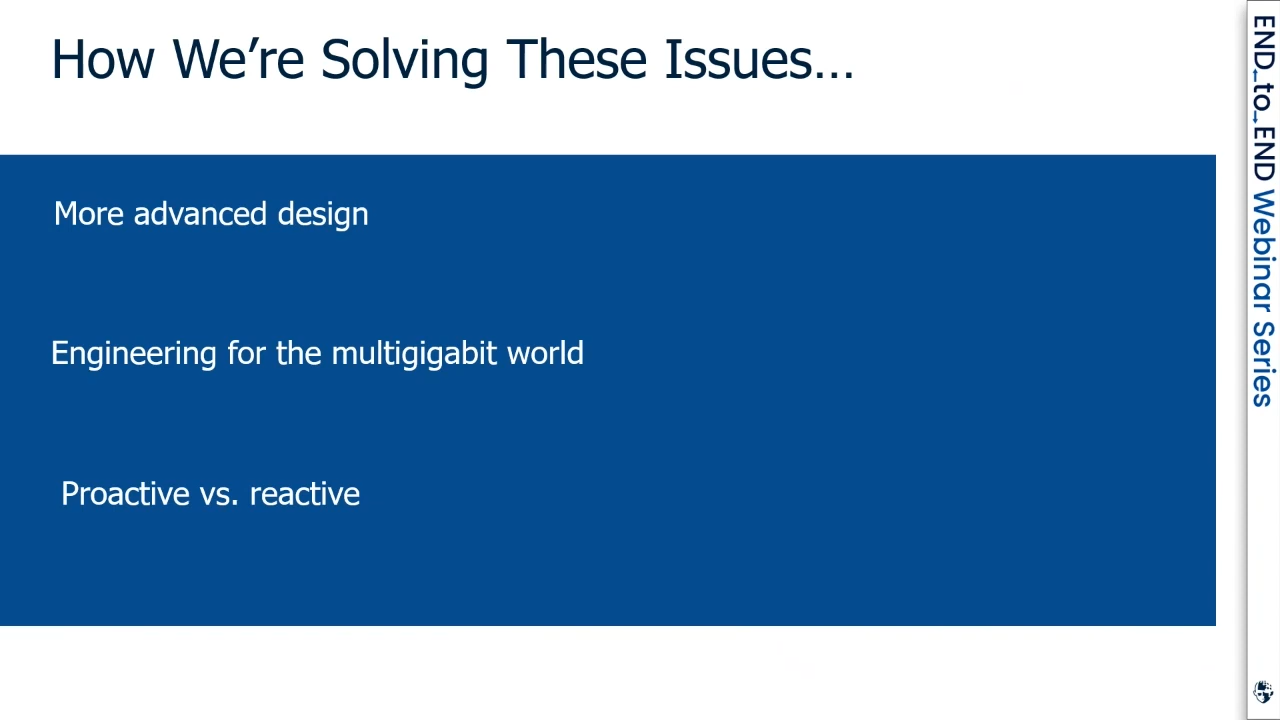 How We’re Solving These Issues…
More advanced design
Engineering for the multigigabit world
Proactive vs. reactive
END to END Webinar Series